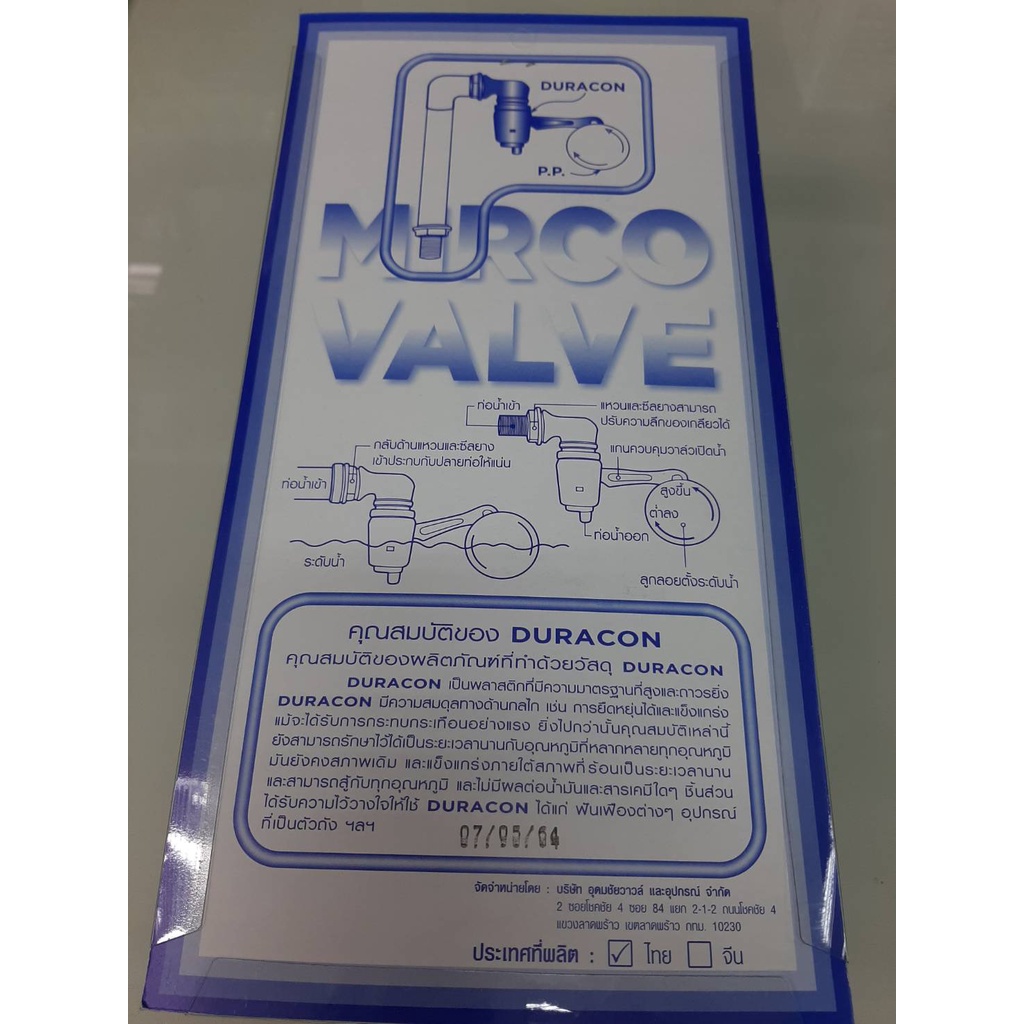 DURACON
P.P.
MIRCO
VALVE
ท่อน้ำเข้า
แหวนและซีลยางสามารถ
ปรับความลึกของเกลียวได้
กลับด้านแหวนและซีลยาง
เข้าประกบกับปลายท่อให้แน่น
แกนควบคุมวาล์วเปิดน้ำ
ท่อน้ำเข้า
สูงขึ้น
ต่ำลง
ท่อน้ำออก
ระดับน้ำ
ลูกลอยตั้งระดับน้ำ
คุณสมบัติของ DURACON
คุณสมบัติของผลิตภัณฑ์ที่ทำด้วยวัสดุ DURACON
DURACON เป็นพลาสติกที่มีความมาตรฐานที่สูงและถาวรยิ่ง
DURACON มีความสมดุลทางด้านกลไก เช่น การยืดหยุ่นได้และแข็งแกร่ง
แม้จะได้รับการกระทบกระเทือนอย่างแรง ยิ่งไปกว่านั้นคุณสมบัติเหล่านี้
ยังสามารถรักษาไว้ได้เป็นระยะเวลานานกับอุณหภูมิที่หลากหลายทุกอุณหภูมิ
มันยังคงสภาพเดิม และแข็งแกร่งภายใต้สภาพที่ร้อนเป็นระยะเวลานาน
และสามารถสู้กับทุกอุณหภูมิ และไม่มีผลต่อน้ำมันและสารเคมีใดๆ ชิ้นส่วน
ได้รับความไว้วางใจให้ใช้ DURACON ได้แก่ ฟันเฟืองต่างๆ อุปกรณ์
ที่เป็นตัวถัง ฯลฯ
07/05/64
จัดจำหน่ายโดย : บริษัท อุดมชัยวาวล์ และอุปกรณ์ จำกัด
2 ซอยโชคชัย 4 ซอย 84 แยก 2-1-2 ถนนโชคชัย 4
แขวงลาดพร้าว เขตลาดพร้าว กทม. 10230
ประเทศที่ผลิต : ✓ ไทย ☐ จีน